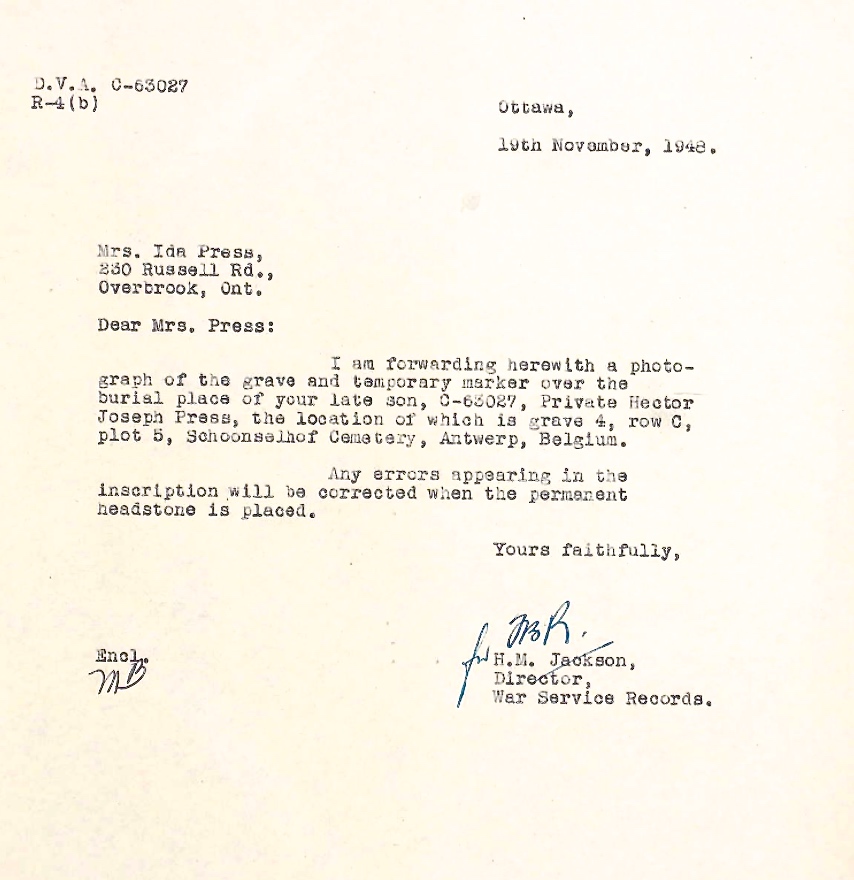 D.V.A. C-63027
R-4(b)
Ottawa,
19th November, 1948.
Mrs. Ida Press,
230 Russell Rd.,
Overbrook, Ont.
Dear Mrs. Press:
I am forwarding herewith a photo-
graph of the grave and temporary marker over the
burial place of your late son, C-63027, Private Hector
Joseph Press, the location of which is grave 4, row C,
plot 5, Schoonselhof Cemetery, Antwerp, Belgium.
Any errors appearing in the
inscription will be corrected when the permanent
headstone is placed.
Yours faithfully,
for
H.M. Jackson,
Director,
War Service Records.
Encl.
MB